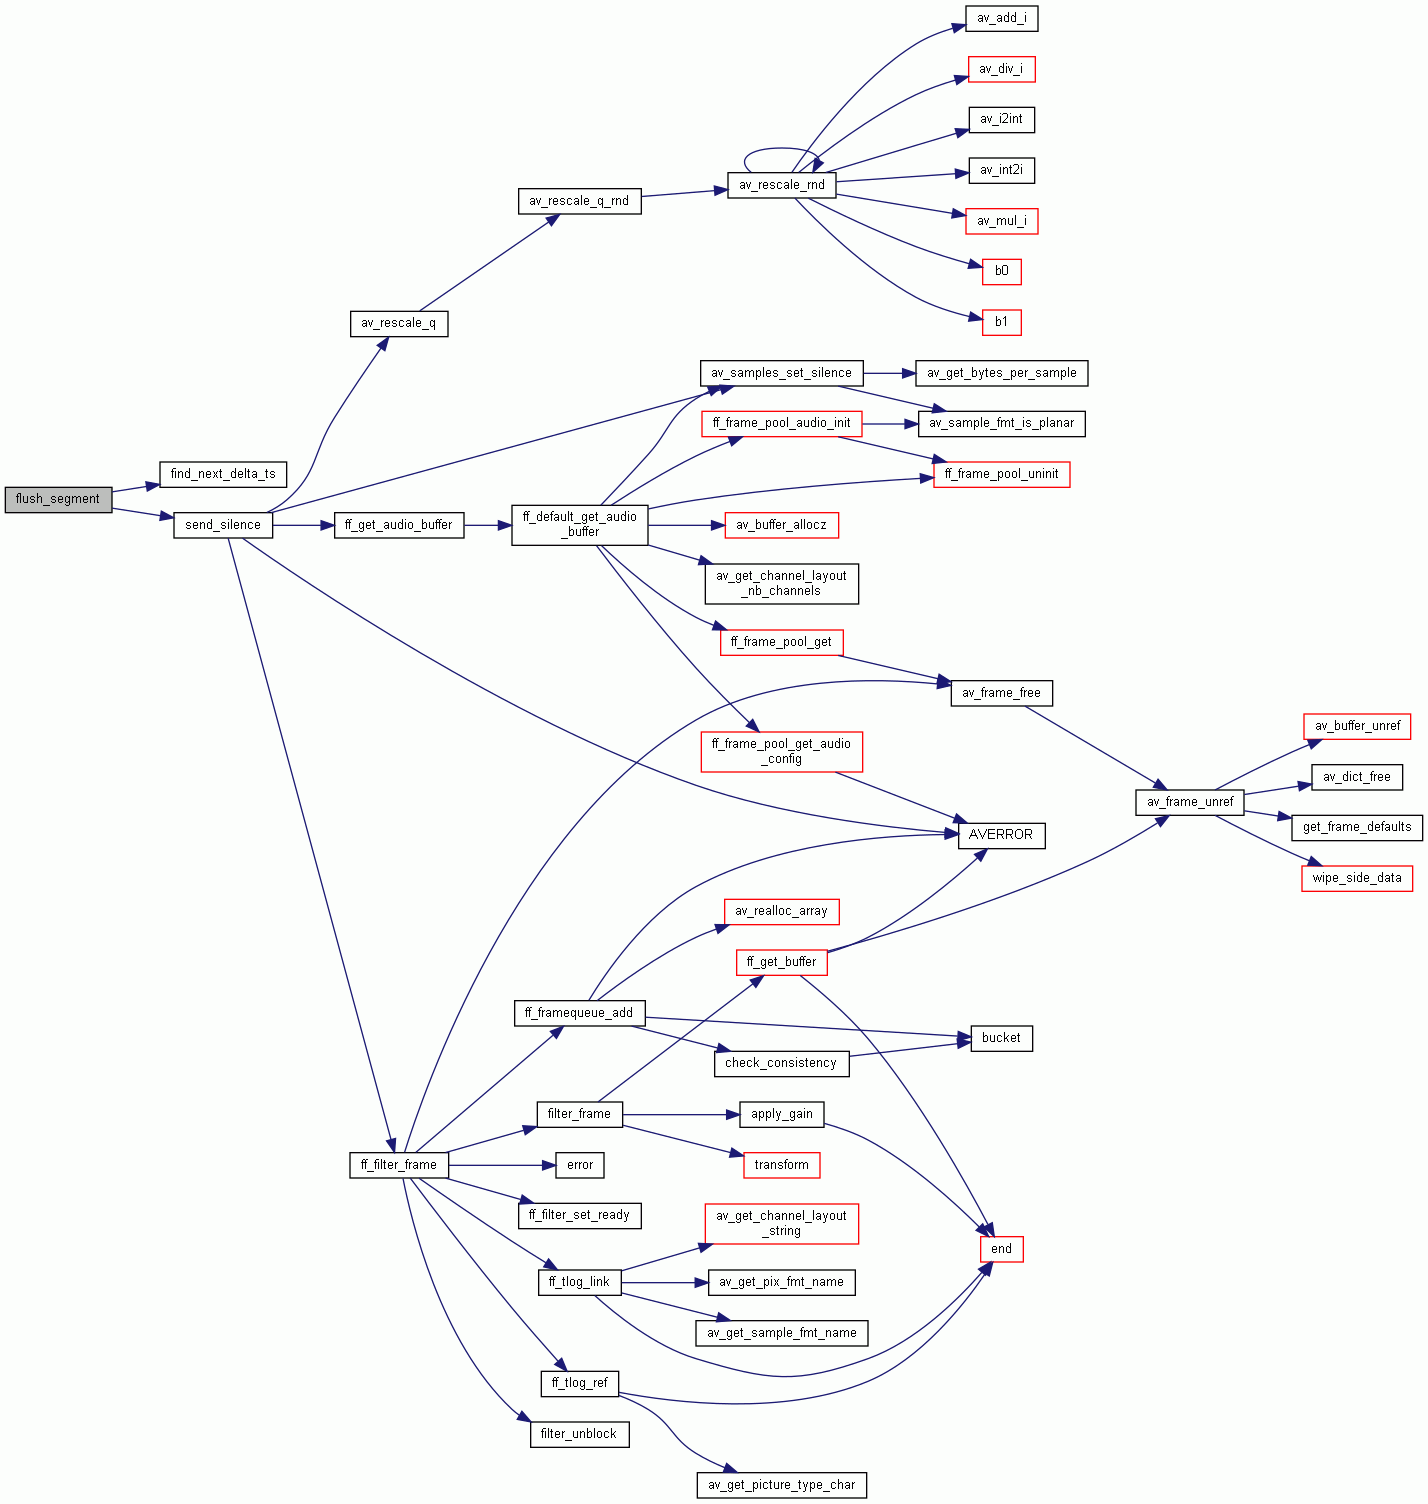 av_add_i
av_div_i
av_i2int
av_int2i
av_rescale_rnd
av_rescale_q_rnd
av_mul_i
b0
b1
av_rescale_q
av_samples_set_silence
av_get_bytes_per_sample
ff_frame_pool_audio_init
av_sample_fmt_is_planar
find_next_delta_ts
ff_frame_pool_uninit
flush_segment
send_silence
ff_get_audio_buffer
ff_default_get_audio
_buffer
av_buffer_allocz
av_get_channel_layout
_nb_channels
ff_frame_pool_get
av_frame_free
av_buffer_unref
ff_frame_pool_get_audio
_config
av_dict_free
av_frame_unref
get_frame_defaults
AVERROR
wipe_side_data
av_realloc_array
ff_get_buffer
ff_framequeue_add
bucket
check_consistency
filter_frame
apply_gain
ff_filter_frame
error
transform
ff_filter_set_ready
av_get_channel_layout
_string
end
ff_tlog_link
av_get_pix_fmt_name
av_get_sample_fmt_name
ff_tlog_ref
filter_unblock
av_get_picture_type_char